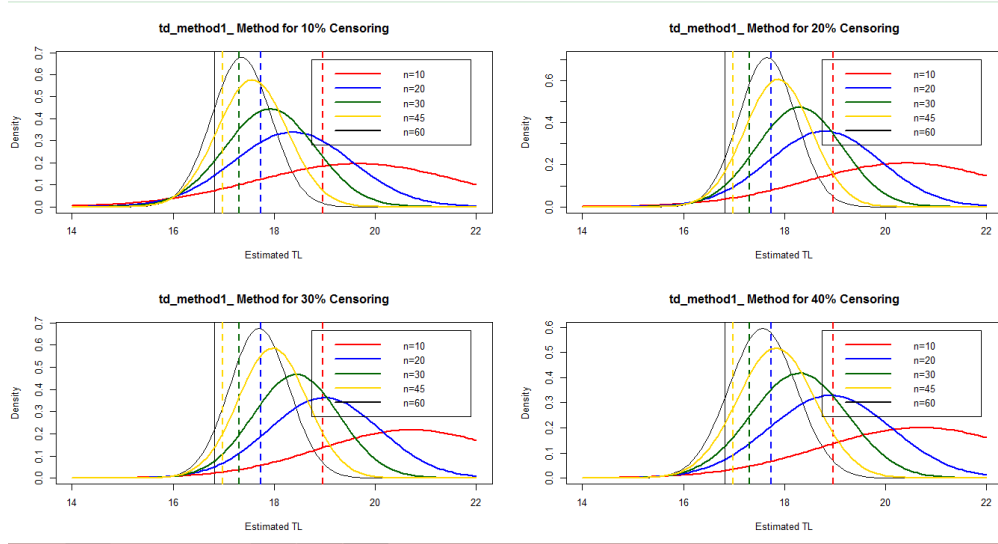 td_method1_ Method for 10% Censoring
Density
0.0 0.1 0.2 0.3 0.4 0.5 0.6 0.7
n=10
n=20
n=30
n=45
n=60
14 16 18 20 22
Estimated TL
td_method1_ Method for 20% Censoring
Density
0.0 0.2 0.4 0.6
n=10
n=20
n=30
n=45
n=60
14 16 18 20 22
Estimated TL
td_method1_ Method for 30% Censoring
Density
0.0 0.1 0.2 0.3 0.4 0.5 0.6 0.7
n=10
n=20
n=30
n=45
n=60
14 16 18 20 22
Estimated TL
td_method1_ Method for 40% Censoring
Density
0.0 0.1 0.2 0.3 0.4 0.5 0.6
n=10
n=20
n=30
n=45
n=60
14 16 18 20 22
Estimated TL